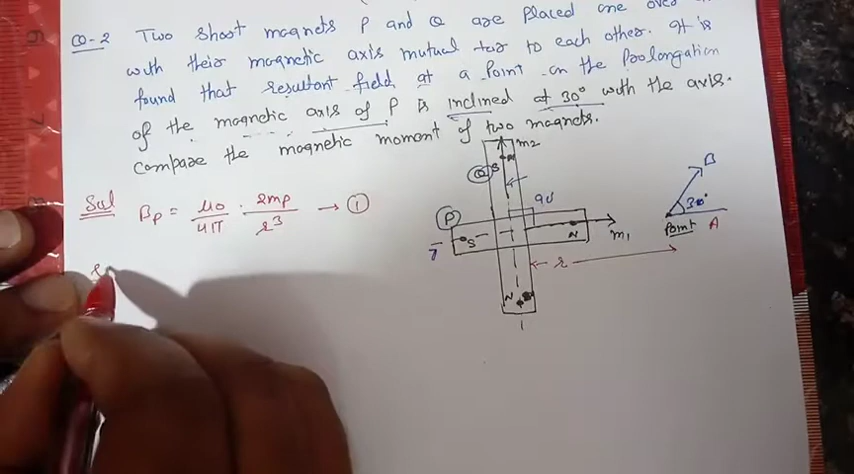 Q-2 Two short magnets P and Q are placed one over
with their magnetic axis mutual ter to each other. It is
found that resultant field at a Point on the Prolongation
of the magnetic axis of P is inclined at 30° with the axis.
Compare the magnetic moment of two magnets.
m2
Q S
B
Sol Bp = μ0/4π . 2mp/r³ → 1
90
30°
P
S
N
m1
Point A
r
N